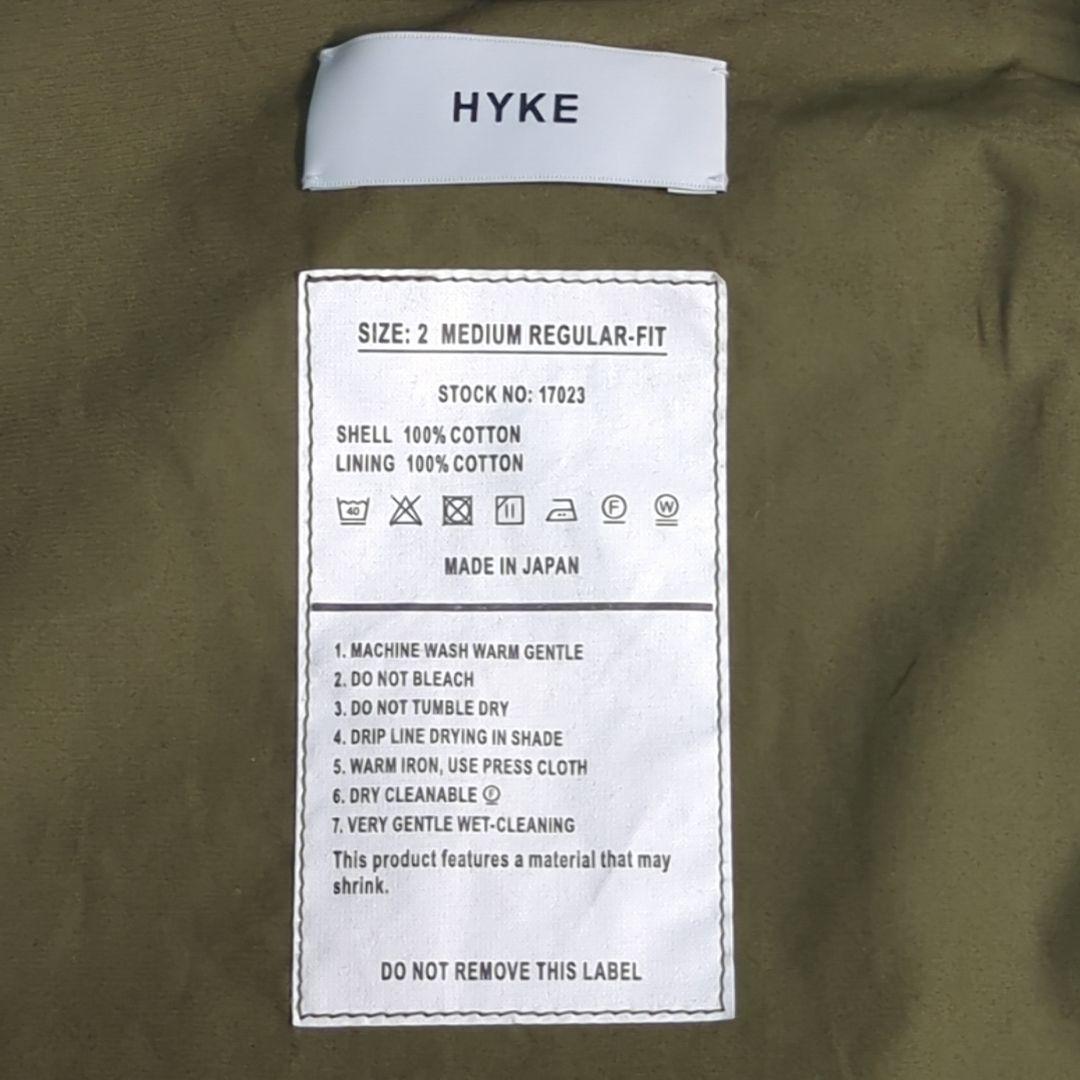 HYKE
SIZE: 2 MEDIUM REGULAR-FIT
STOCK NO: 17023
SHELL 100% COTTON
LINING 100% COTTON
40 F W
MADE IN JAPAN
1. MACHINE WASH WARM GENTLE
2. DO NOT BLEACH
3. DO NOT TUMBLE DRY
4. DRIP LINE DRYING IN SHADE
5. WARM IRON, USE PRESS CLOTH
6. DRY CLEANABLE Ⓕ
7. VERY GENTLE WET-CLEANING
This product features a material that may
shrink.
DO NOT REMOVE THIS LABEL